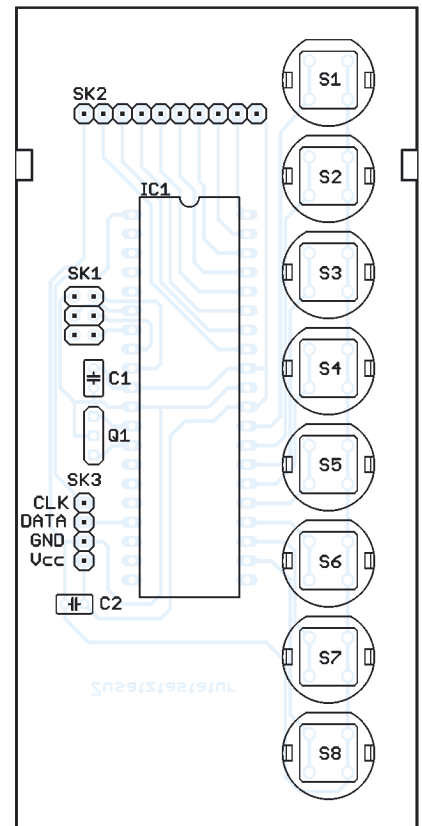 S1
SK2
S2
IC1
SK1
S3
C1
S4
Q1
S5
SK3
CLK
DATA
GND
Vcc
S6
C2
S7
Zusatztastatur
S8